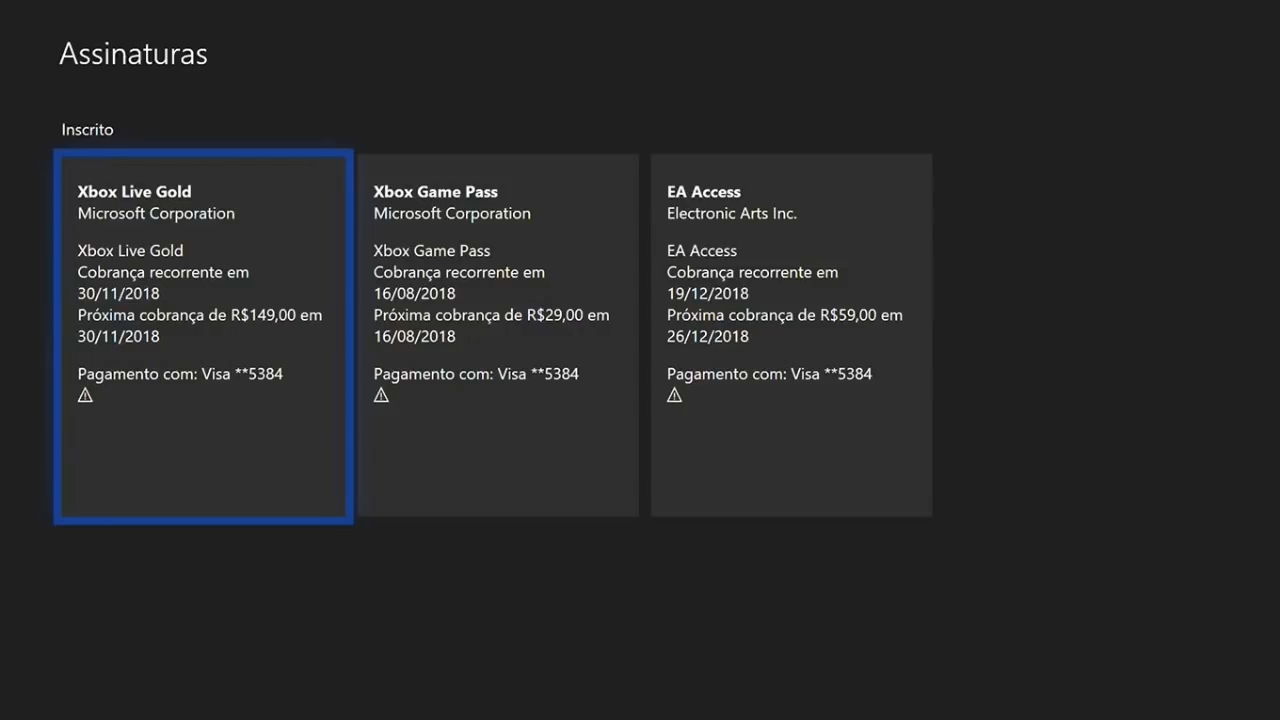 Assinaturas
Inscrito
Xbox Live Gold
Microsoft Corporation
Xbox Live Gold
Cobrança recorrente em
30/11/2018
Próxima cobrança de R$149,00 em
30/11/2018
Pagamento com: Visa **5384
Xbox Game Pass
Microsoft Corporation
Xbox Game Pass
Cobrança recorrente em
16/08/2018
Próxima cobrança de R$29,00 em
16/08/2018
Pagamento com: Visa **5384
EA Access
Electronic Arts Inc.
EA Access
Cobrança recorrente em
19/12/2018
Próxima cobrança de R$59,00 em
26/12/2018
Pagamento com: Visa **5384